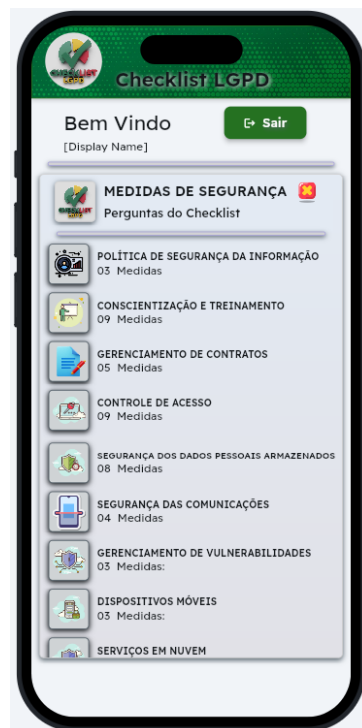 CHECKLIST
LGPD
Checklist LGPD
Bem Vindo
Sair
[Display Name]
MEDIDAS DE SEGURANÇA
Perguntas do Checklist
POLÍTICA DE SEGURANÇA DA INFORMAÇÃO
03 Medidas
CONSCIENTIZAÇÃO E TREINAMENTO
09 Medidas
GERENCIAMENTO DE CONTRATOS
05 Medidas
CONTROLE DE ACESSO
09 Medidas
SEGURANÇA DOS DADOS PESSOAIS ARMAZENADOS
08 Medidas
SEGURANÇA DAS COMUNICAÇÕES
04 Medidas
GERENCIAMENTO DE VULNERABILIDADES
03 Medidas:
DISPOSITIVOS MÓVEIS
03 Medidas:
SERVIÇOS EM NUVEM